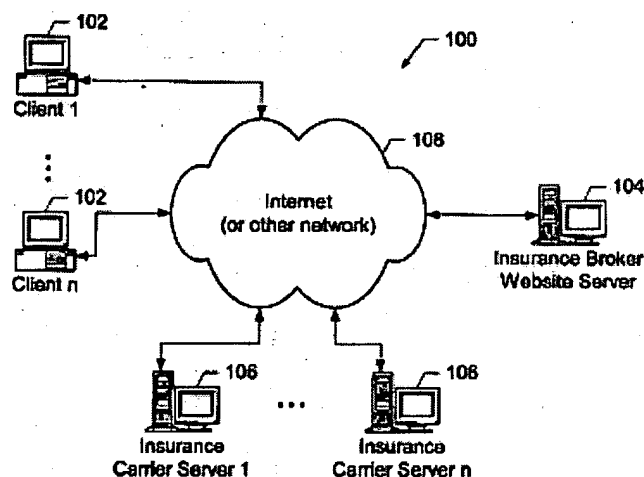 102
100
Client 1
108
102
Internet
(or other network)
104
Client n
Insurance Broker
Website Server
106
106
Insurance
Carrier Server 1
Insurance
Carrier Server n